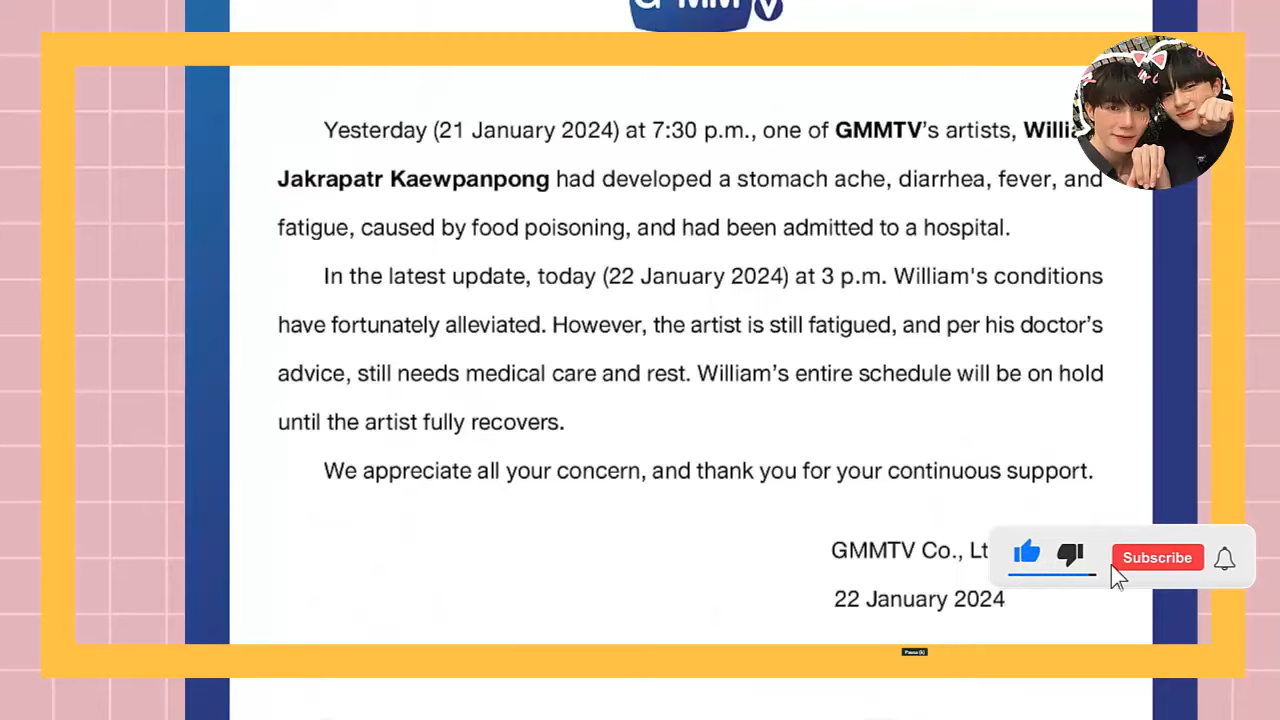 GMM
V
Yesterday (21 January 2024) at 7:30 p.m., one of GMMTV's artists,
Jakrapatr Kaewpanpong had developed a stomach ache, diarrhea, fever, and
fatigue, caused by food poisoning, and had been admitted to a hospital.
In the latest update, today (22 January 2024) at 3 p.m. William's conditions
have fortunately alleviated. However, the artist is still fatigued, and per his doctor's
advice, still needs medical care and rest. William's entire schedule will be on hold
until the artist fully recovers.
We appreciate all your concern, and thank you for your continuous support.
GMMTV Co.,
Subscribe
22 January 2024